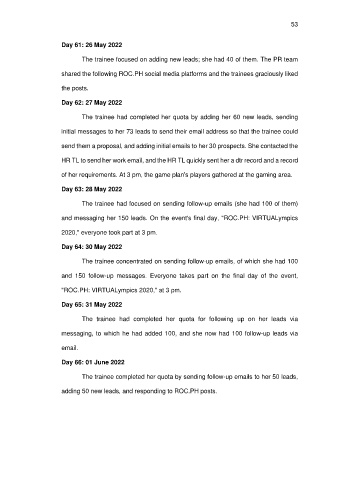 53
Day 61: 26 May 2022
The trainee focused on adding new leads; she had 40 of them. The PR team
shared the following ROC.PH social media platforms and the trainees graciously liked
the posts.
Day 62: 27 May 2022
The trainee had completed her quota by adding her 60 new leads, sending
initial messages to her 73 leads to send their email address so that the trainee could
send them a proposal, and adding initial emails to her 30 prospects. She contacted the
HR TL to send her work email, and the HR TL quickly sent her a dtr record and a record
of her requirements. At 3 pm, the game plan's players gathered at the gaming area.
Day 63: 28 May 2022
The trainee had focused on sending follow-up emails (she had 100 of them)
and messaging her 150 leads. On the event's final day, "ROC.PH: VIRTUALympics
2020," everyone took part at 3 pm.
Day 64: 30 May 2022
The trainee concentrated on sending follow-up emails, of which she had 100
and 150 follow-up messages. Everyone takes part on the final day of the event,
"ROC.PH: VIRTUALympics 2020," at 3 pm.
Day 65: 31 May 2022
The trainee had completed her quota for following up on her leads via
messaging, to which he had added 100, and she now had 100 follow-up leads via
email.
Day 66: 01 June 2022
The trainee completed her quota by sending follow-up emails to her 50 leads,
adding 50 new leads, and responding to ROC.PH posts.